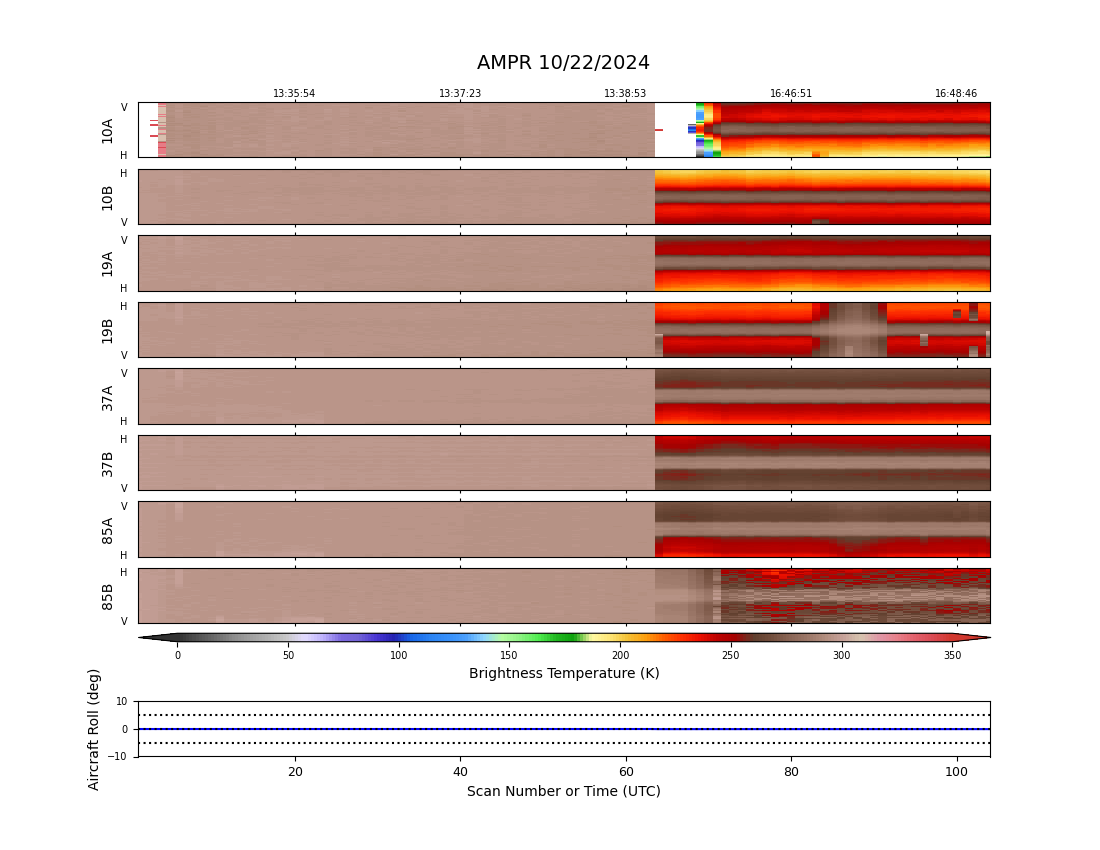 AMPR 10/22/2024
13:35:54 13:37:23 13:38:53 16:46:51 16:48:46
10A V H
10B H V
19A V H
19B H V
37A V H
37B H V
85A V H
85B H V
0 50 100 150 200 250 300 350
Brightness Temperature (K)
Aircraft Roll (deg)
10
0
−10
20 40 60 80 100
Scan Number or Time (UTC)